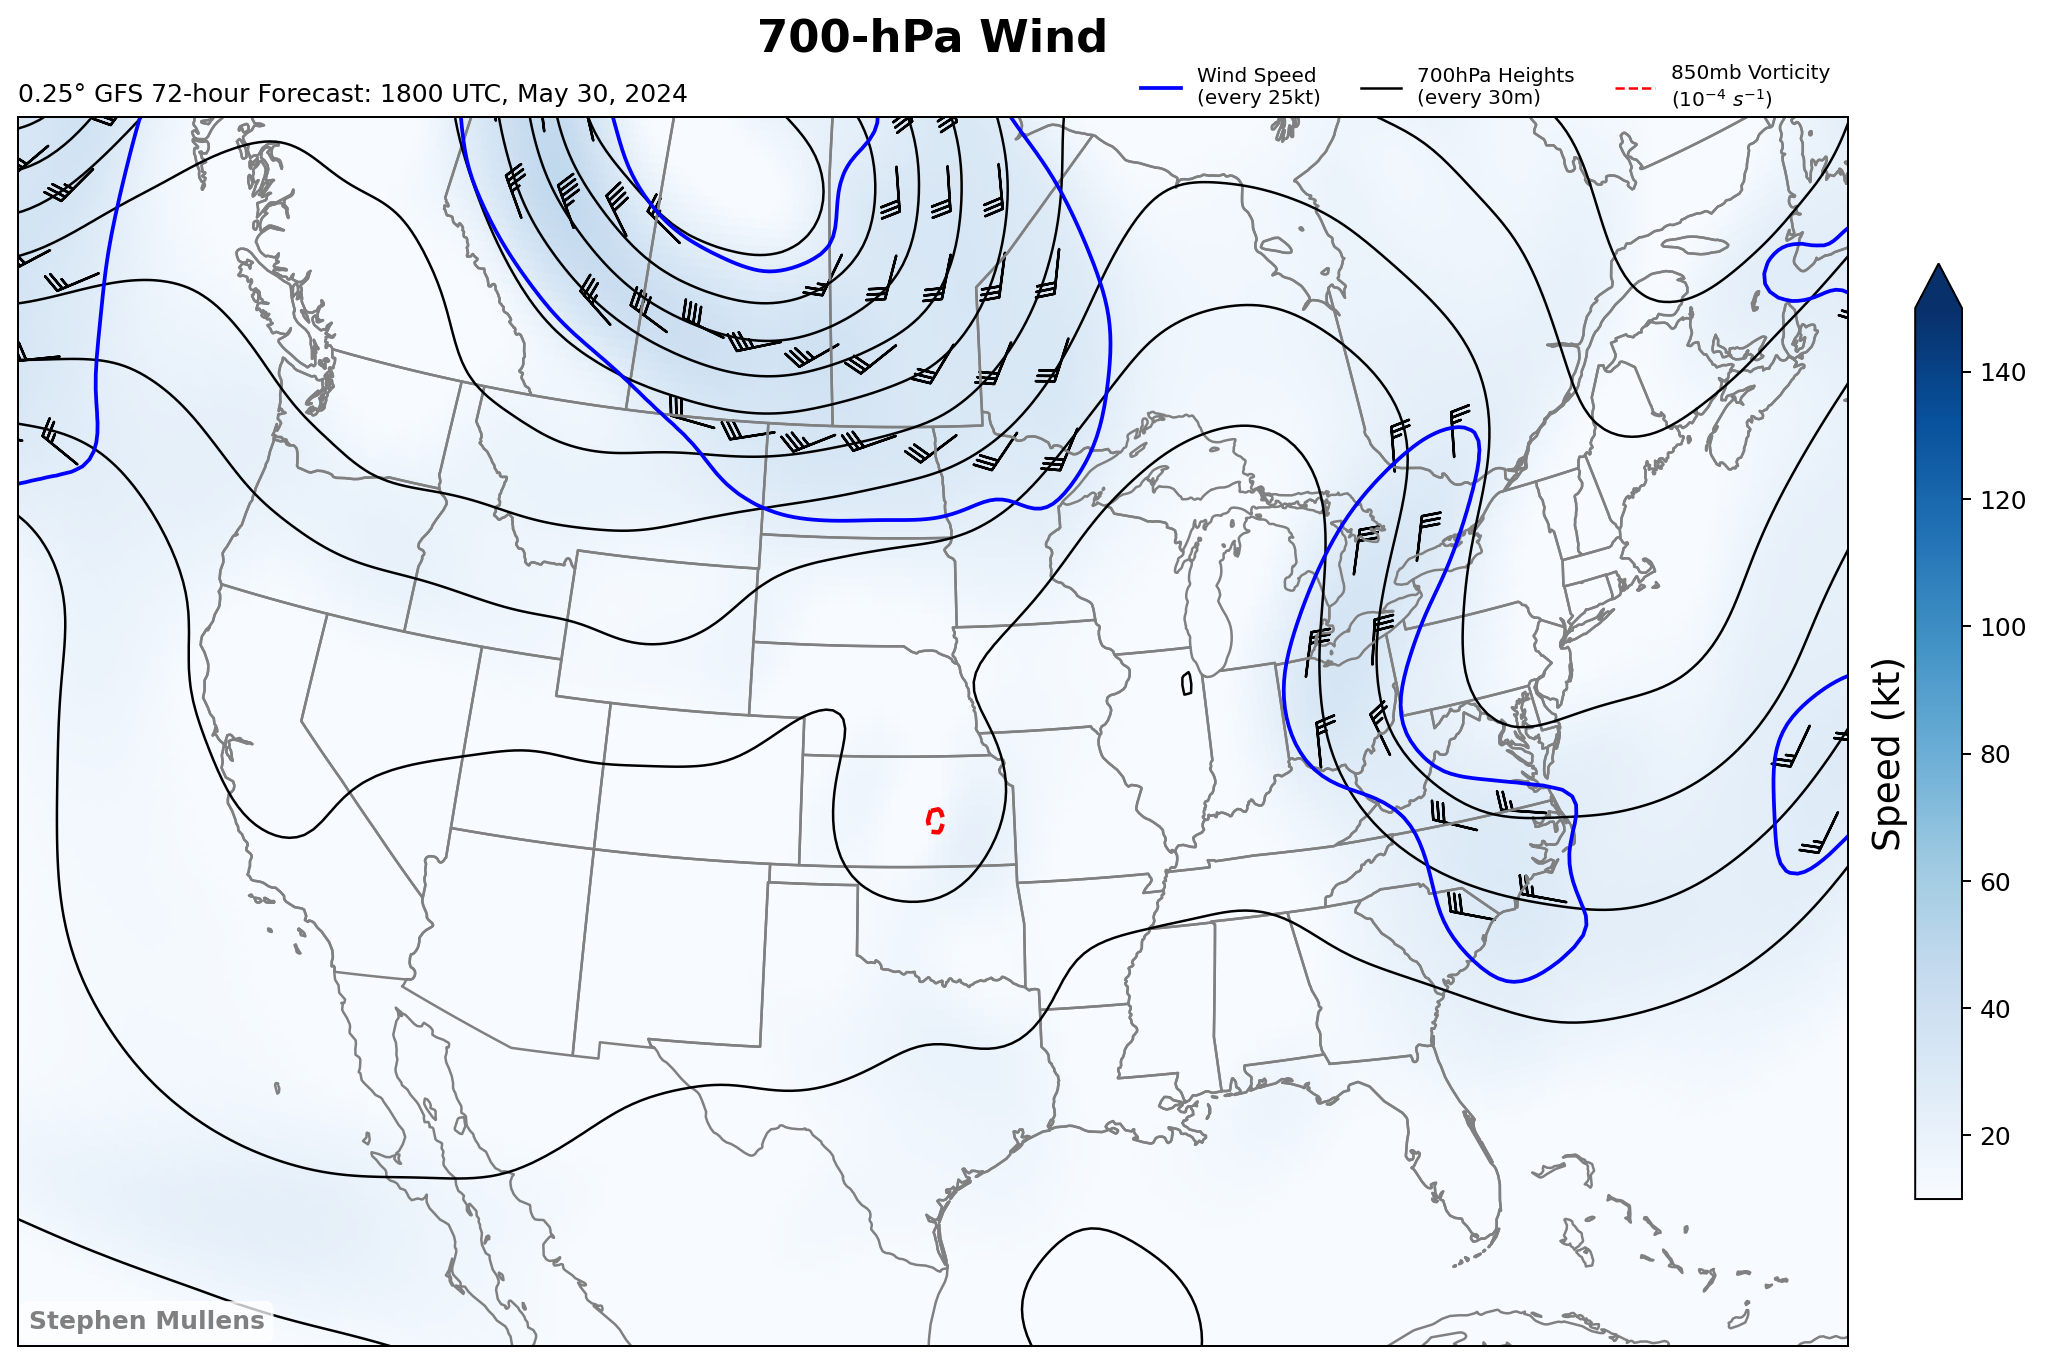 700-hPa Wind
0.25° GFS 72-hour Forecast: 1800 UTC, May 30, 2024
Wind Speed
(every 25kt)
700hPa Heights
(every 30m)
850mb Vorticity
(10⁻⁴ s⁻¹)
140
120
100
80
60
40
20
Speed (kt)
Stephen Mullens